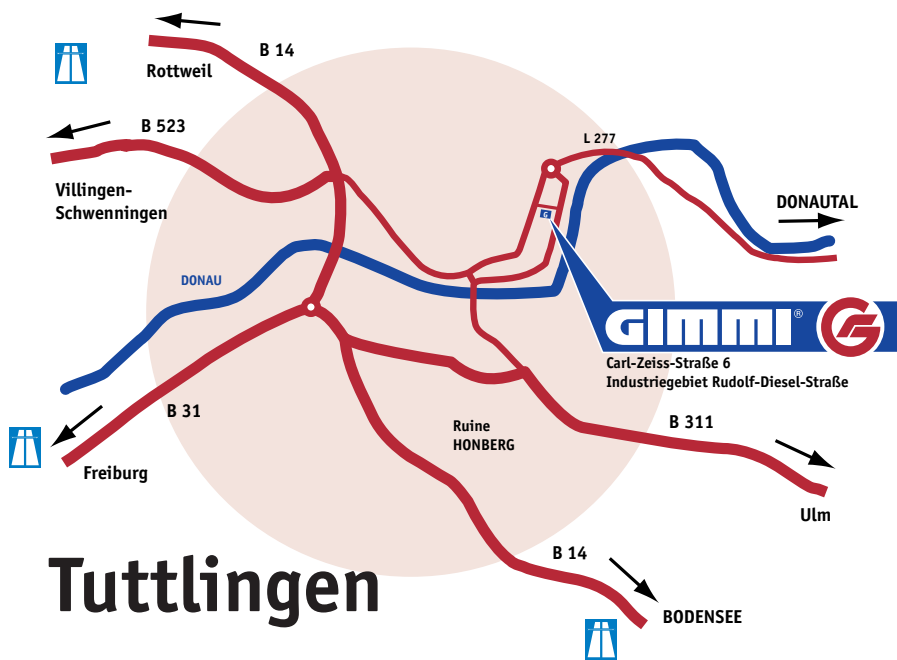 B 14
Rottweil
B 523
L 277
Villingen-
Schwenningen
DONAUTAL
G
DONAU
GIMMI®
G
Carl-Zeiss-Straße 6
Industriegebiet Rudolf-Diesel-Straße
B 31
B 311
Ruine
HONBERG
Freiburg
Ulm
B 14
Tuttlingen
BODENSEE